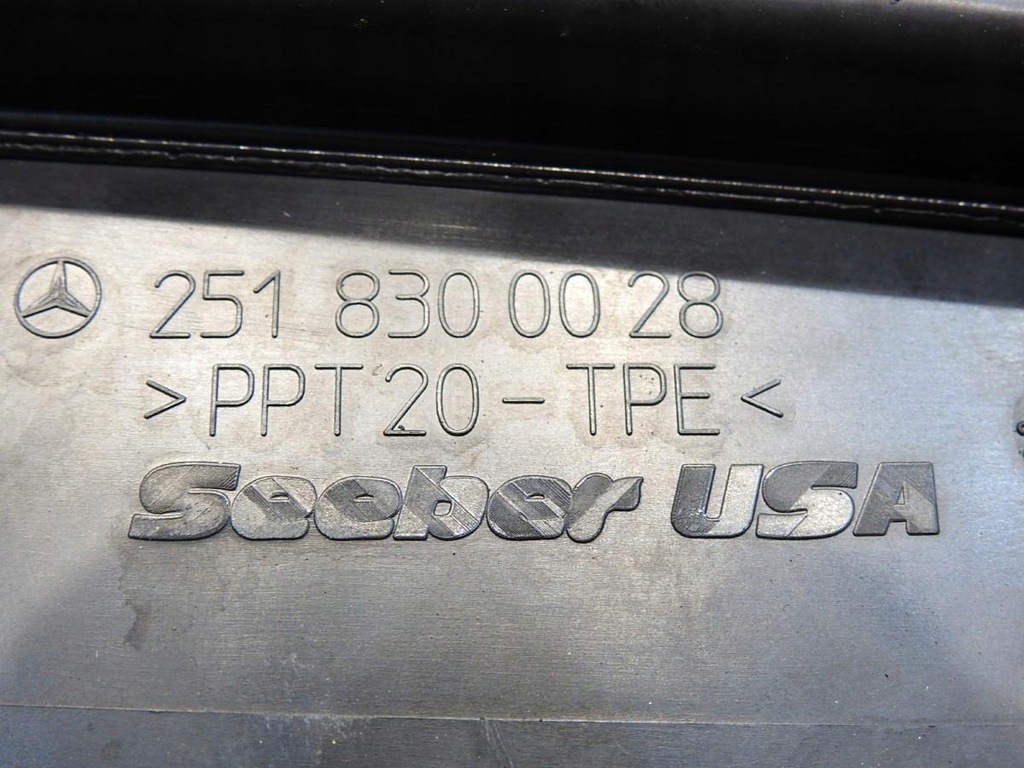 251 830 00 28
>PPT20-TPE<
Seeber USA